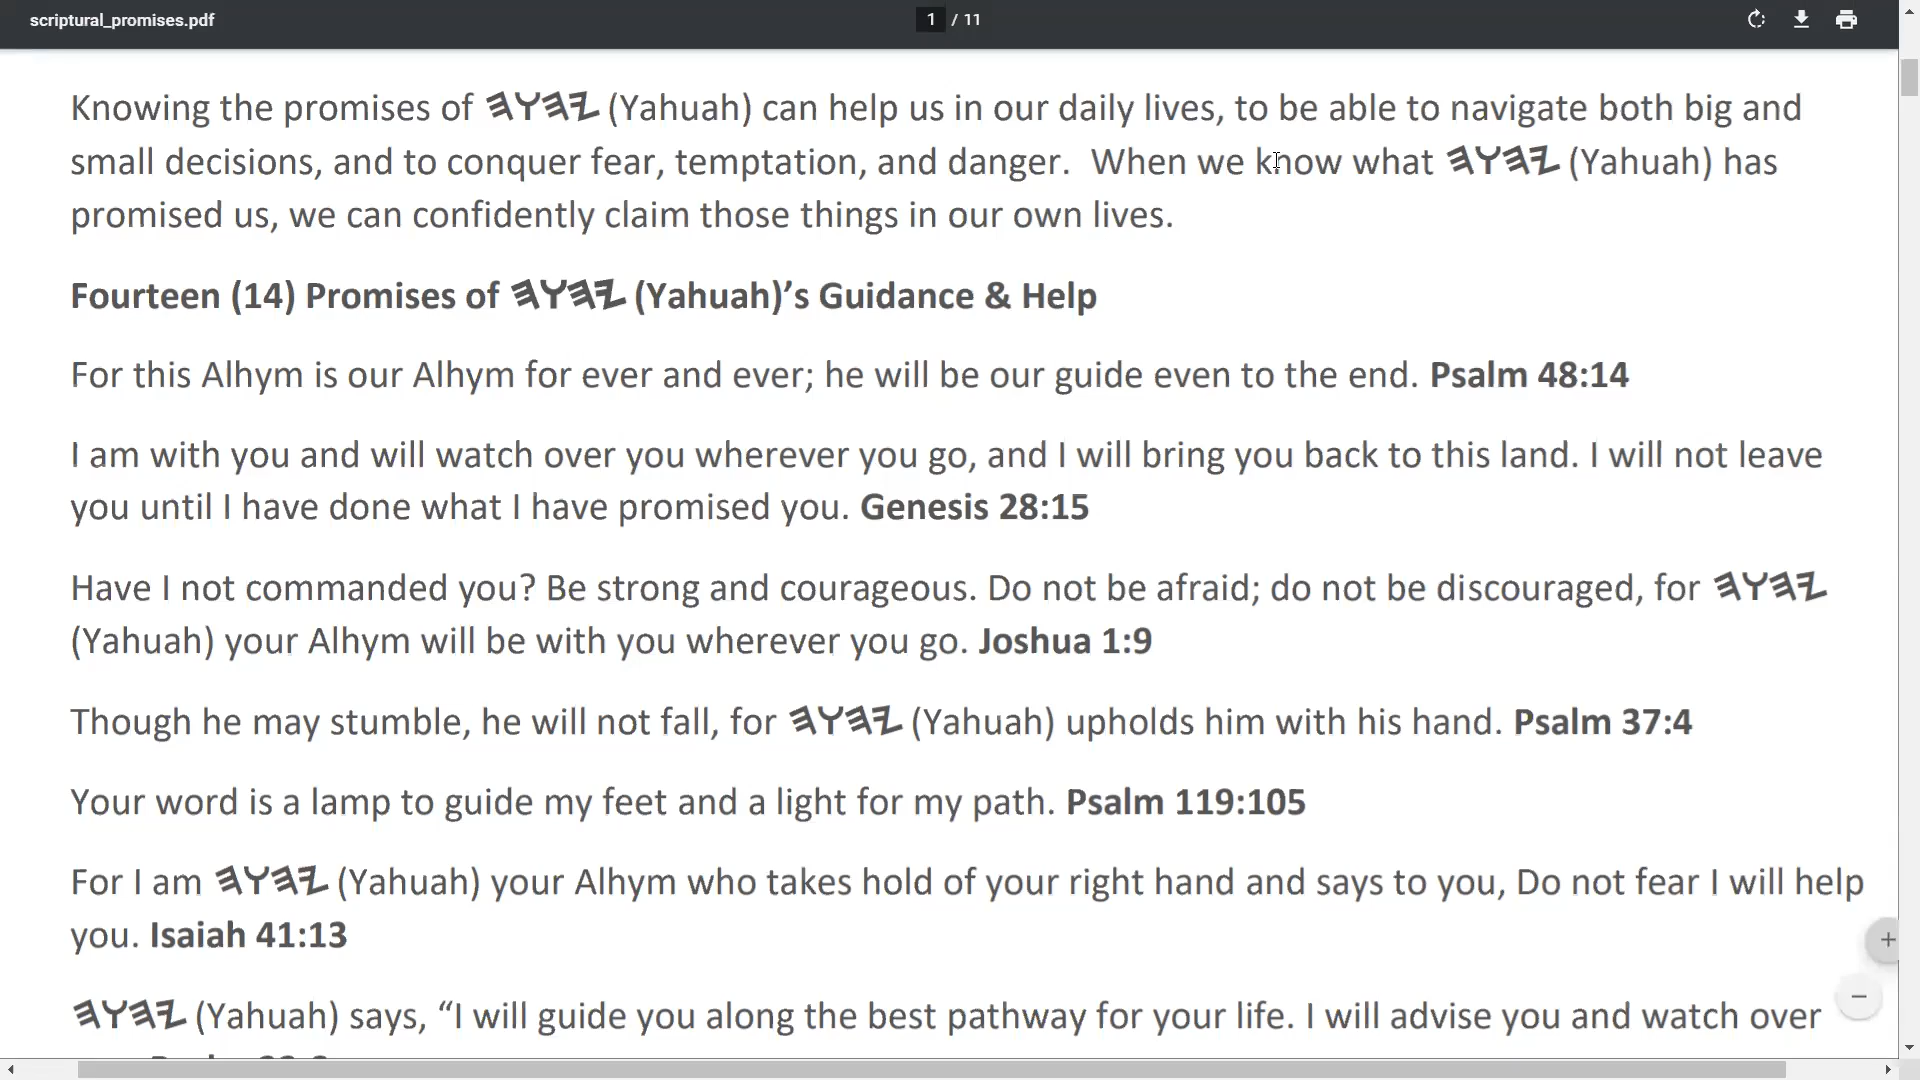 scriptural_promises.pdf
1 / 11
Knowing the promises of 𐤄𐤅𐤄𐤉 (Yahuah) can help us in our daily lives, to be able to navigate both big and
small decisions, and to conquer fear, temptation, and danger.  When we know what 𐤄𐤅𐤄𐤉 (Yahuah) has
promised us, we can confidently claim those things in our own lives.
Fourteen (14) Promises of 𐤄𐤅𐤄𐤉 (Yahuah)’s Guidance & Help
For this Alhym is our Alhym for ever and ever; he will be our guide even to the end. Psalm 48:14
I am with you and will watch over you wherever you go, and I will bring you back to this land. I will not leave
you until I have done what I have promised you. Genesis 28:15
Have I not commanded you? Be strong and courageous. Do not be afraid; do not be discouraged, for 𐤄𐤅𐤄𐤉
(Yahuah) your Alhym will be with you wherever you go. Joshua 1:9
Though he may stumble, he will not fall, for 𐤄𐤅𐤄𐤉 (Yahuah) upholds him with his hand. Psalm 37:4
Your word is a lamp to guide my feet and a light for my path. Psalm 119:105
For I am 𐤄𐤅𐤄𐤉 (Yahuah) your Alhym who takes hold of your right hand and says to you, Do not fear I will help
you. Isaiah 41:13
𐤄𐤅𐤄𐤉 (Yahuah) says, “I will guide you along the best pathway for your life. I will advise you and watch over